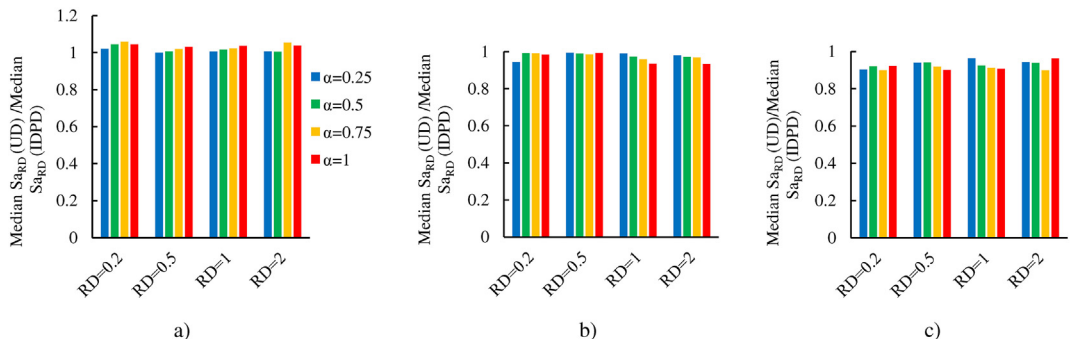 Median Sa_RD (UD) /Median
Sa_RD (IDPD)
1.2
1
0.8
0.6
0.4
0.2
0
RD=0.2
RD=0.5
RD=1
RD=2
α=0.25
α=0.5
α=0.75
α=1
a)
Median Sa_RD (UD) /Median
Sa_RD (IDPD)
1
0.8
0.6
0.4
0.2
0
RD=0.2
RD=0.5
RD=1
RD=2
b)
Median Sa_RD (UD)/Median
Sa_RD (IDPD)
1
0.8
0.6
0.4
0.2
0
RD=0.2
RD=0.5
RD=1
RD=2
c)